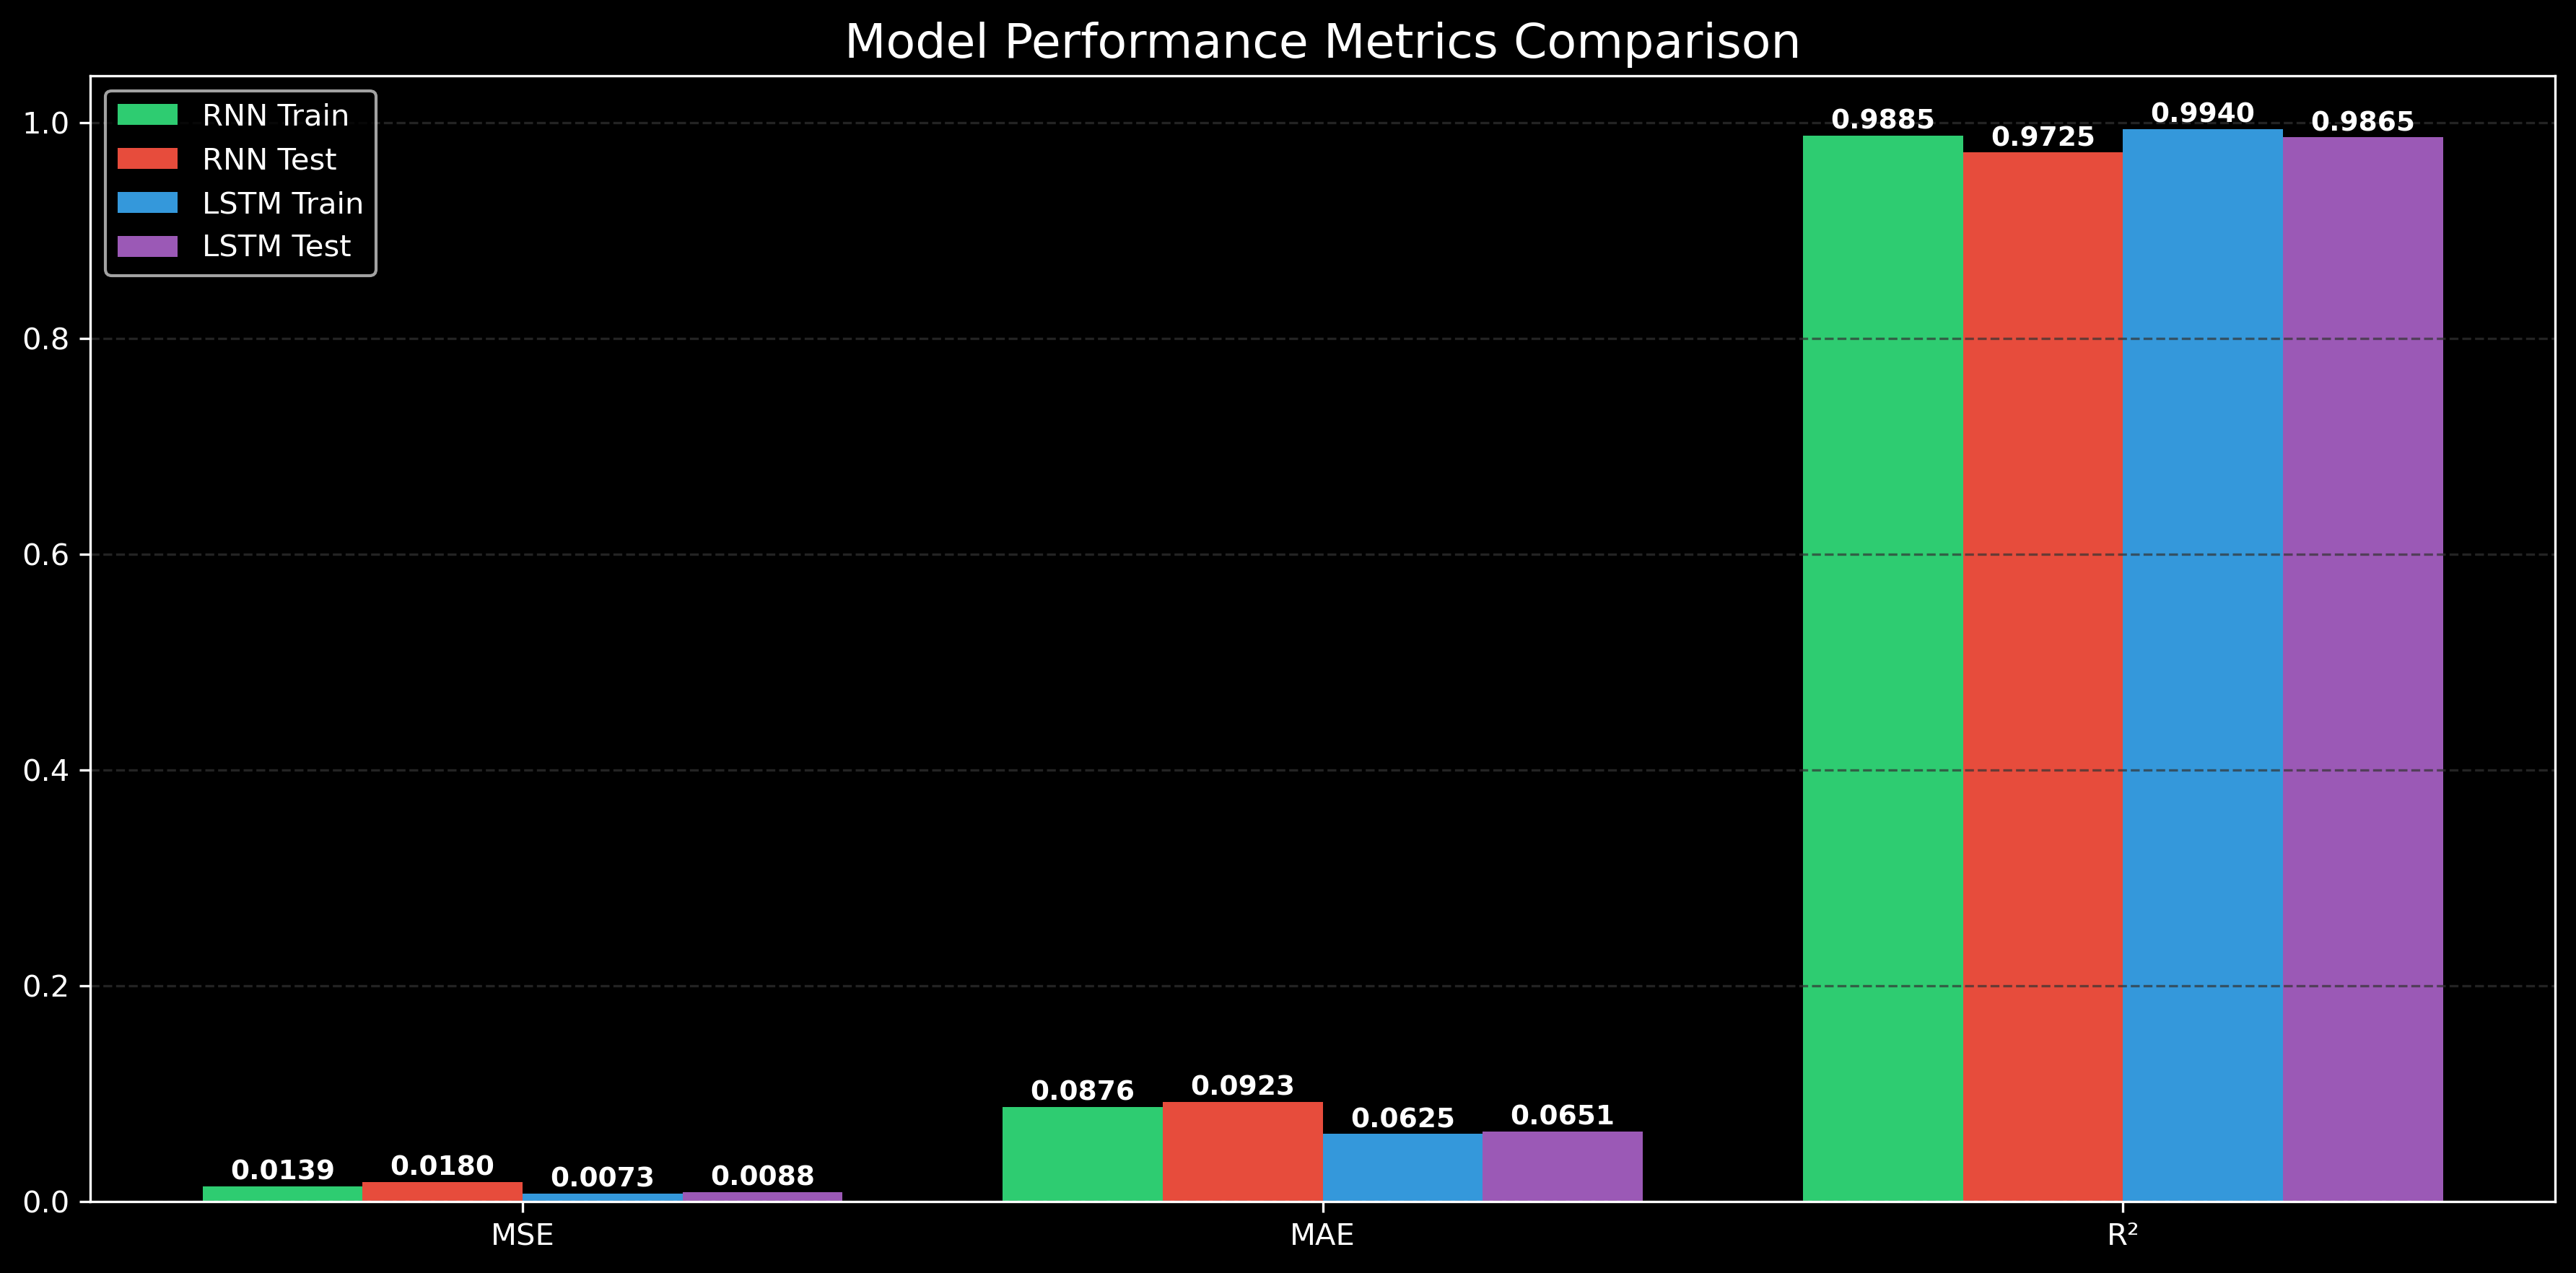 Model Performance Metrics Comparison
RNN Train
RNN Test
LSTM Train
LSTM Test
1.0
0.8
0.6
0.4
0.2
0.0
0.0139
0.0180
0.0073
0.0088
0.0876
0.0923
0.0625
0.0651
0.9885
0.9725
0.9940
0.9865
MSE
MAE
R²